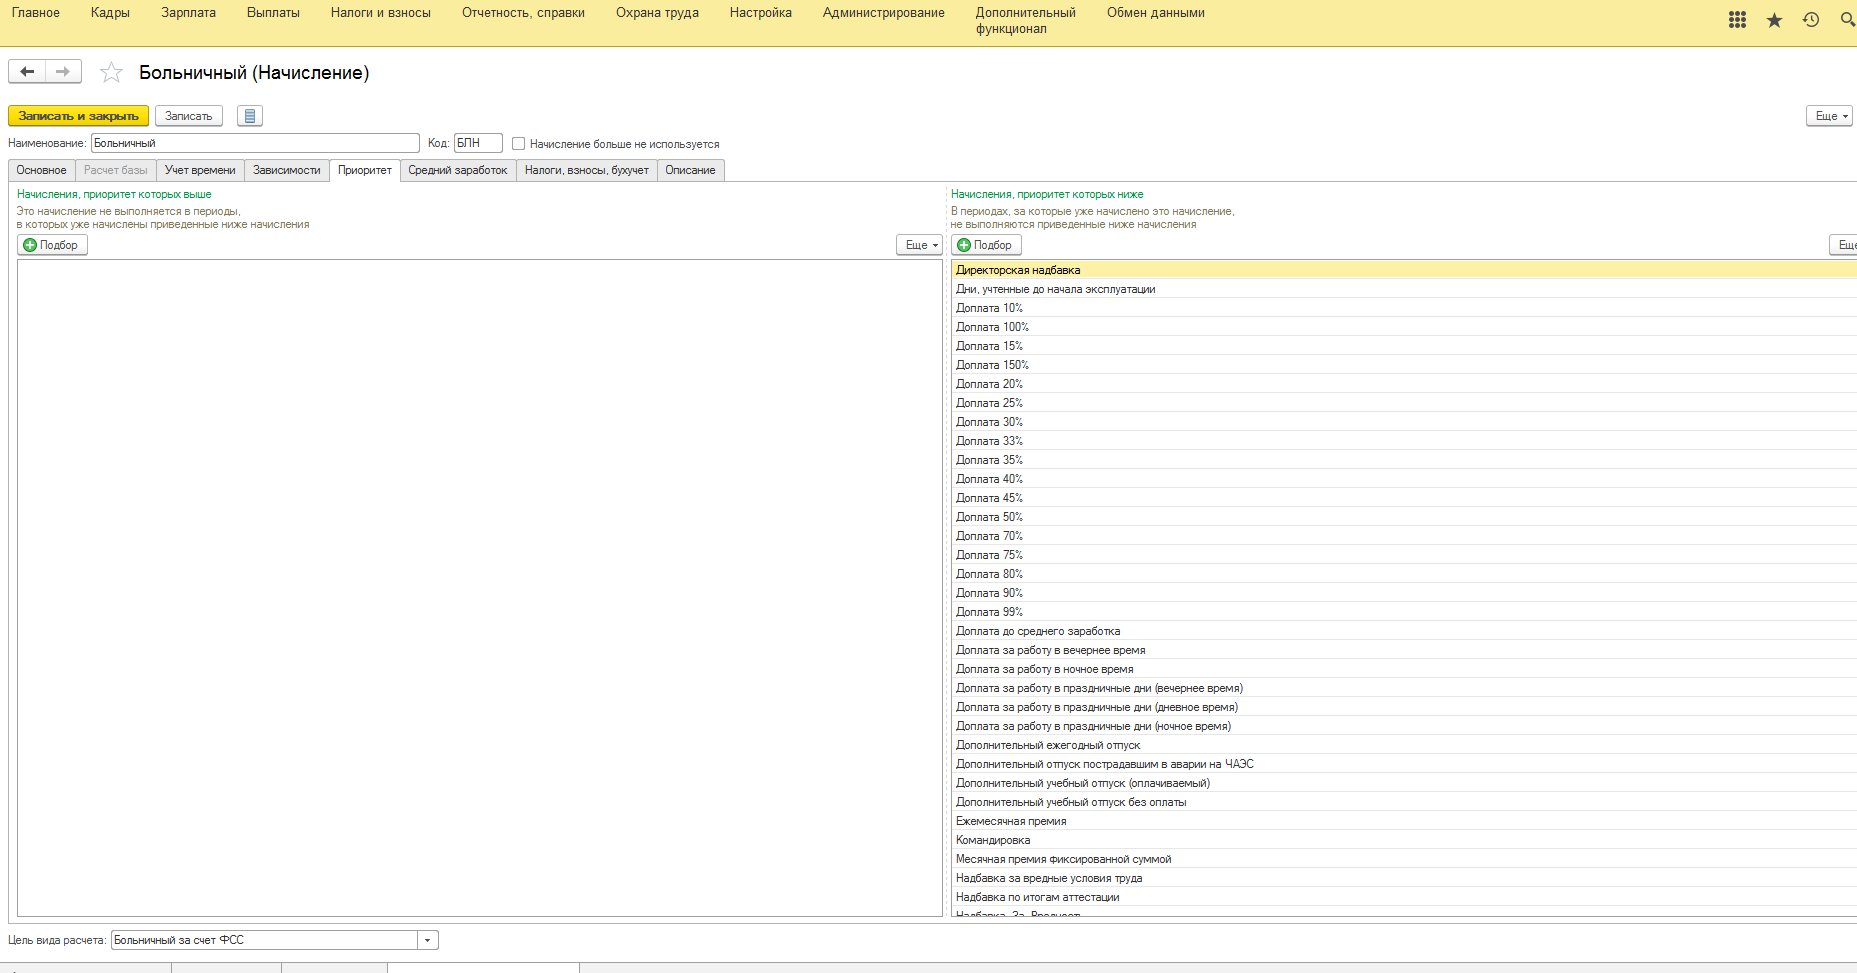 Главное Кадры Зарплата Выплаты Налоги и взносы Отчетность, справки Охрана труда Настройка Администрирование Дополнительный функционал Обмен данными
Больничный (Начисление)
Записать и закрыть Записать Еще
Наименование: Больничный Код: БЛН Начисление больше не используется
Основное Расчет базы Учет времени Зависимости Приоритет Средний заработок Налоги, взносы, бухучет Описание
Начисления, приоритет которых выше
Это начисление не выполняется в периоды,
в которых уже начислены приведенные ниже начисления
Подбор Еще
Начисления, приоритет которых ниже
В периодах, за которые уже начислено это начисление,
не выполняются приведенные ниже начисления
Подбор Еще
Директорская надбавка
Дни, учтенные до начала эксплуатации
Доплата 10%
Доплата 100%
Доплата 15%
Доплата 150%
Доплата 20%
Доплата 25%
Доплата 30%
Доплата 33%
Доплата 35%
Доплата 40%
Доплата 45%
Доплата 50%
Доплата 70%
Доплата 75%
Доплата 80%
Доплата 90%
Доплата 99%
Доплата до среднего заработка
Доплата за работу в вечернее время
Доплата за работу в ночное время
Доплата за работу в праздничные дни (вечернее время)
Доплата за работу в праздничные дни (дневное время)
Доплата за работу в праздничные дни (ночное время)
Дополнительный ежегодный отпуск
Дополнительный отпуск пострадавшим в аварии на ЧАЭС
Дополнительный учебный отпуск (оплачиваемый)
Дополнительный учебный отпуск без оплаты
Ежемесячная премия
Командировка
Месячная премия фиксированной суммой
Надбавка за вредные условия труда
Надбавка по итогам аттестации
Цель вида расчета: Больничный за счет ФСС